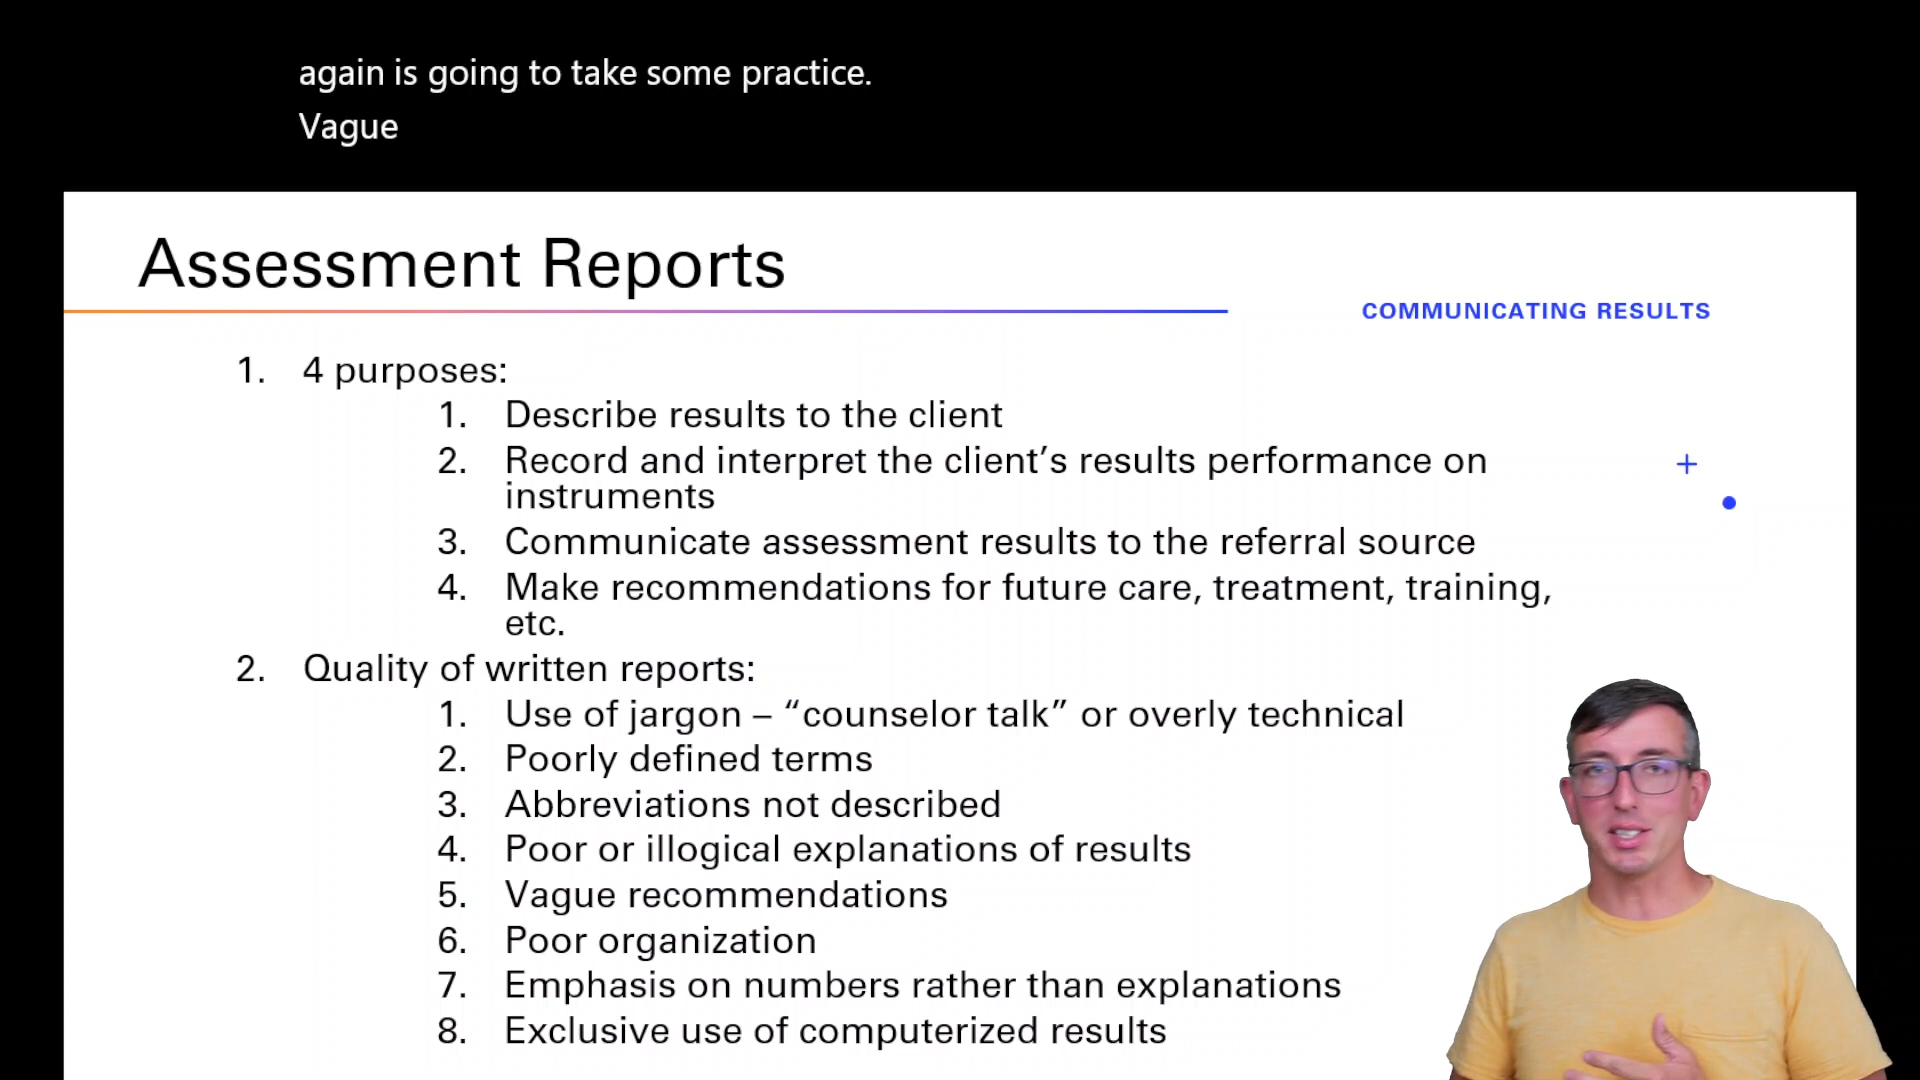 again is going to take some practice.
Vague
Assessment Reports
COMMUNICATING RESULTS
1. 4 purposes:
1. Describe results to the client
2. Record and interpret the client’s results performance on
instruments
3. Communicate assessment results to the referral source
4. Make recommendations for future care, treatment, training,
etc.
2. Quality of written reports:
1. Use of jargon – “counselor talk” or overly technical
2. Poorly defined terms
3. Abbreviations not described
4. Poor or illogical explanations of results
5. Vague recommendations
6. Poor organization
7. Emphasis on numbers rather than explanations
8. Exclusive use of computerized results